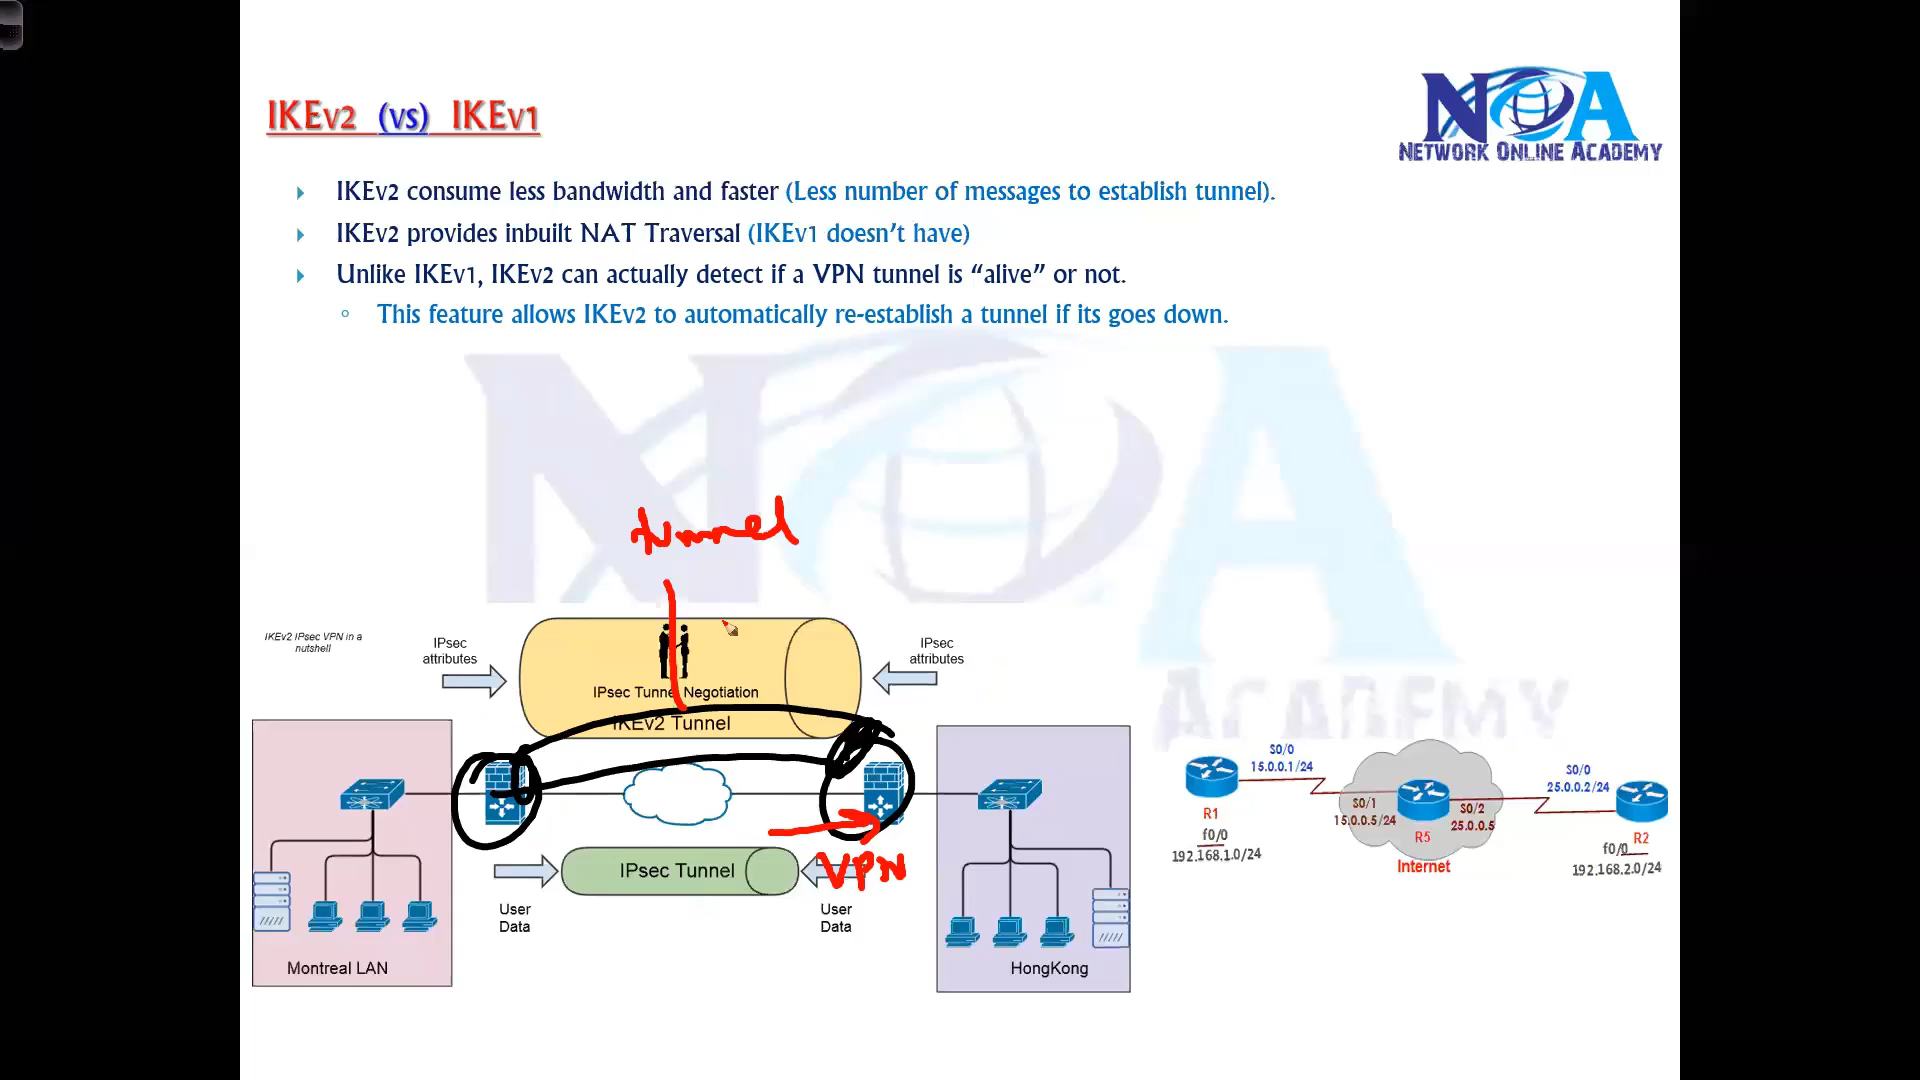 IKEv2 (vs) IKEv1
NOA
NETWORK ONLINE ACADEMY
IKEv2 consume less bandwidth and faster (Less number of messages to establish tunnel).
IKEv2 provides inbuilt NAT Traversal (IKEv1 doesn't have)
Unlike IKEv1, IKEv2 can actually detect if a VPN tunnel is “alive” or not.
This feature allows IKEv2 to automatically re-establish a tunnel if its goes down.
NOA
ACADEMY
tunnel
IKEv2 IPsec VPN in a
nutshell
IPsec
attributes
IPsec
attributes
IPsec Tunnel Negotiation
IKEv2 Tunnel
IPsec Tunnel
VPN
User
Data
User
Data
Montreal LAN
HongKong
S0/0
15.0.0.1/24
R1
f0/0
192.168.1.0/24
S0/1
15.0.0.5/24
R5
S0/2
25.0.0.5
Internet
S0/0
25.0.0.2/24
R2
f0/0
192.168.2.0/24